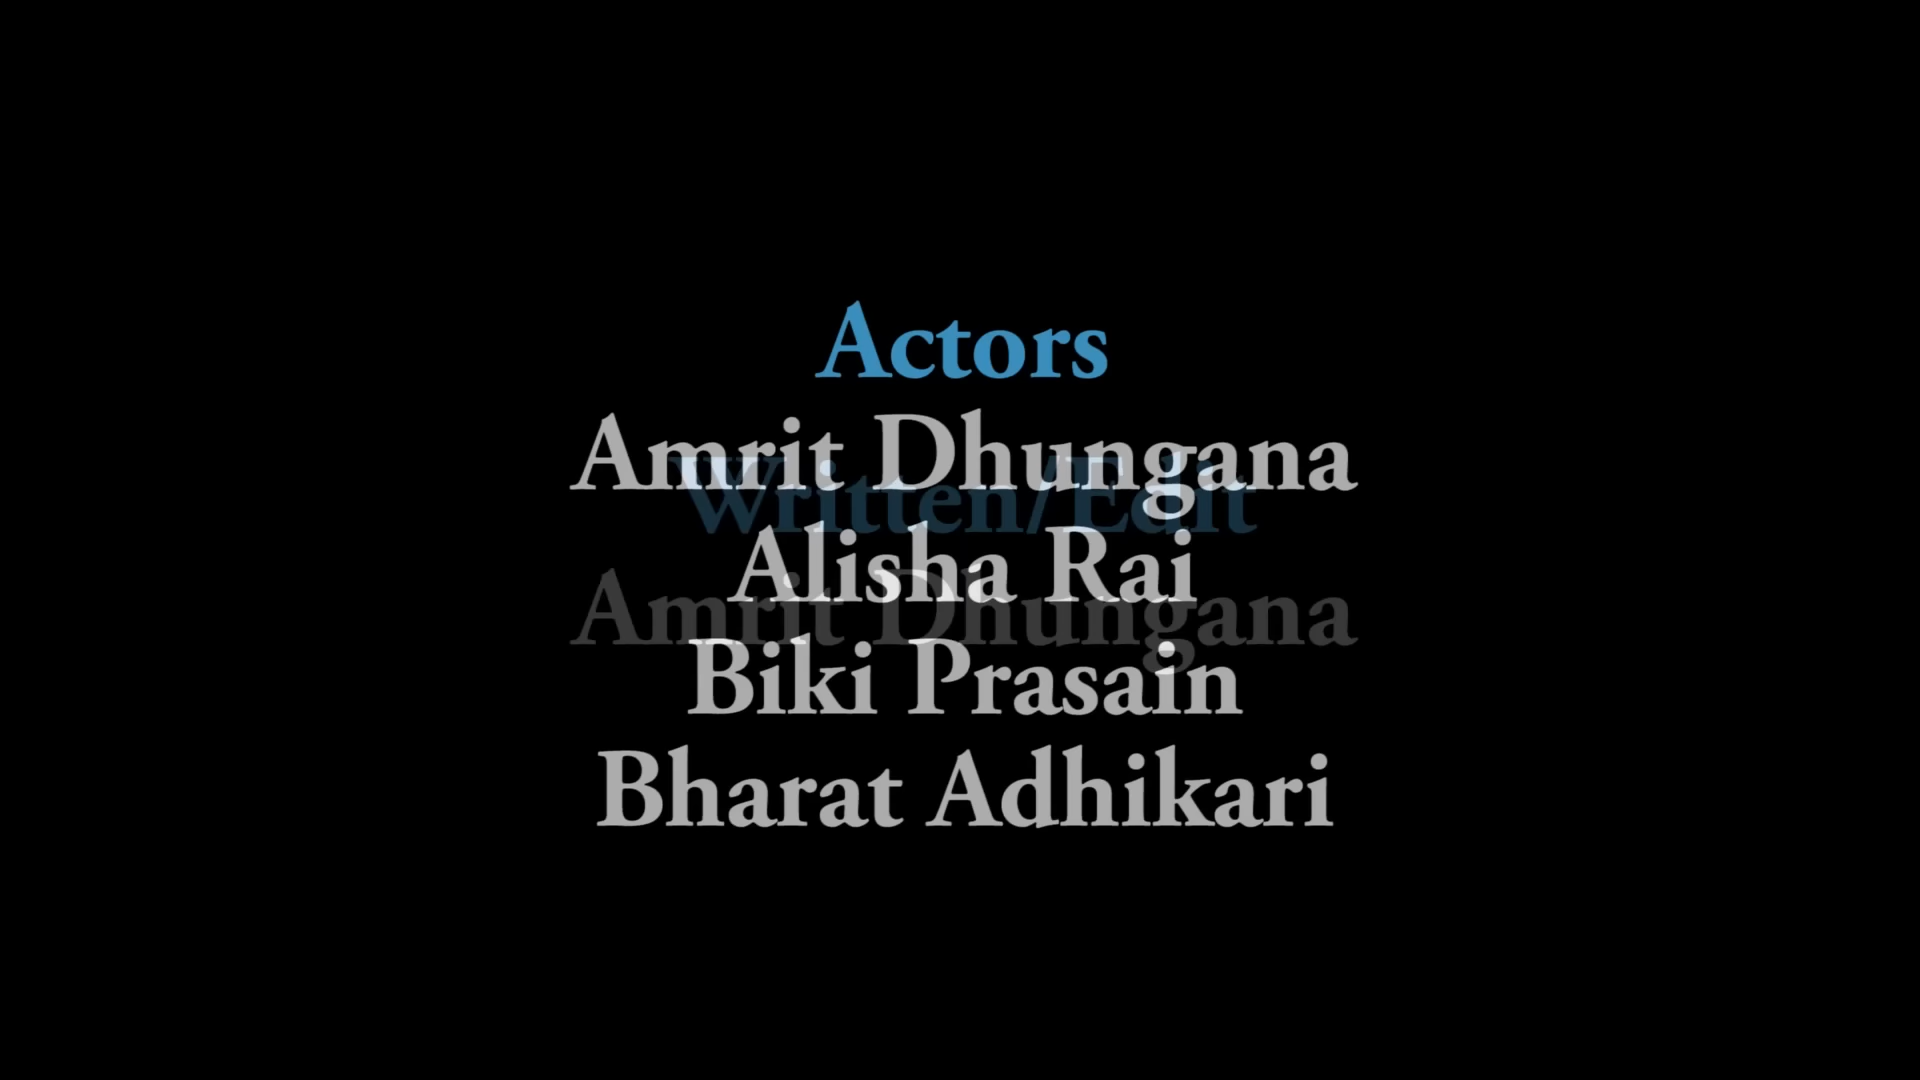 Actors
Amrit Dhungana
Written/Edit
Alisha Rai
Amrit Dhungana
Biki Prasain
Bharat Adhikari